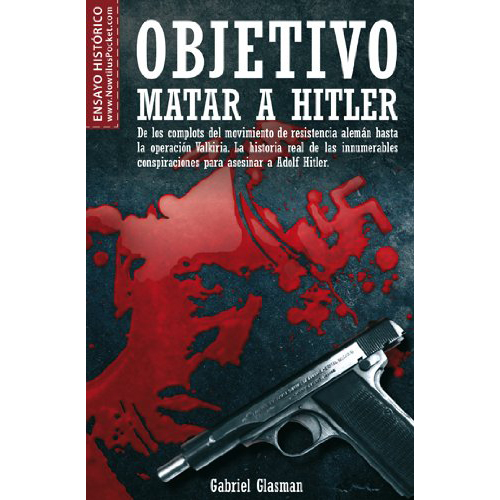 ENSAYO HISTÓRICO
www.NowtilusPocket.com
OBJETIVO
MATAR A HITLER
De los complots del movimiento de resistencia alemán hasta
la operación Valkiria. La historia real de las innumerables
conspiraciones para asesinar a Adolf Hitler.
Gabriel Glasman